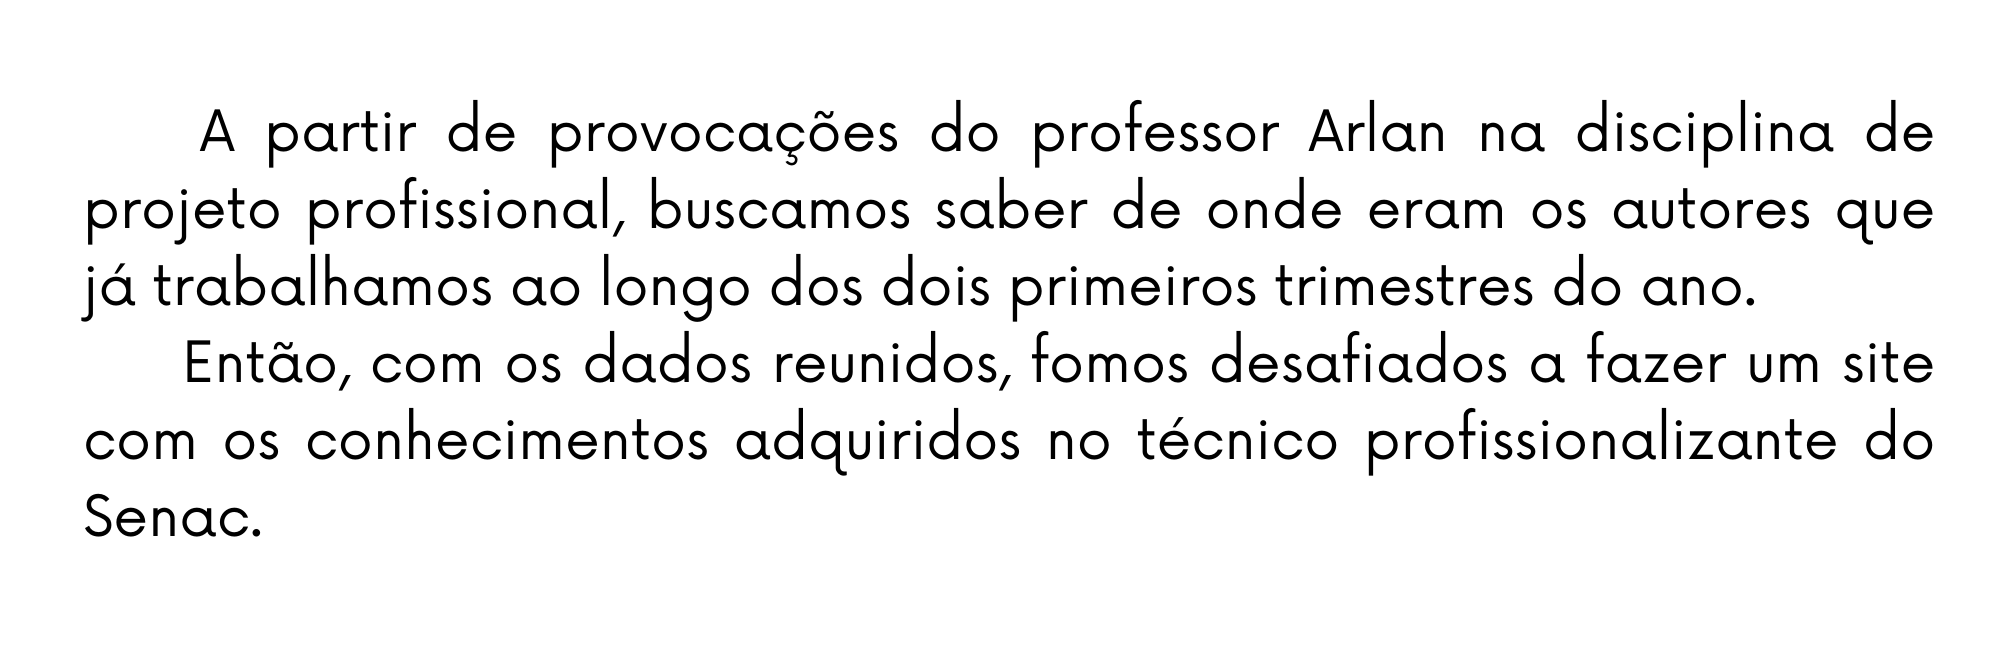 A partir de provocações do professor Arlan na disciplina de
projeto profissional, buscamos saber de onde eram os autores que
já trabalhamos ao longo dos dois primeiros trimestres do ano.
Então, com os dados reunidos, fomos desafiados a fazer um site
com os conhecimentos adquiridos no técnico profissionalizante do
Senac.